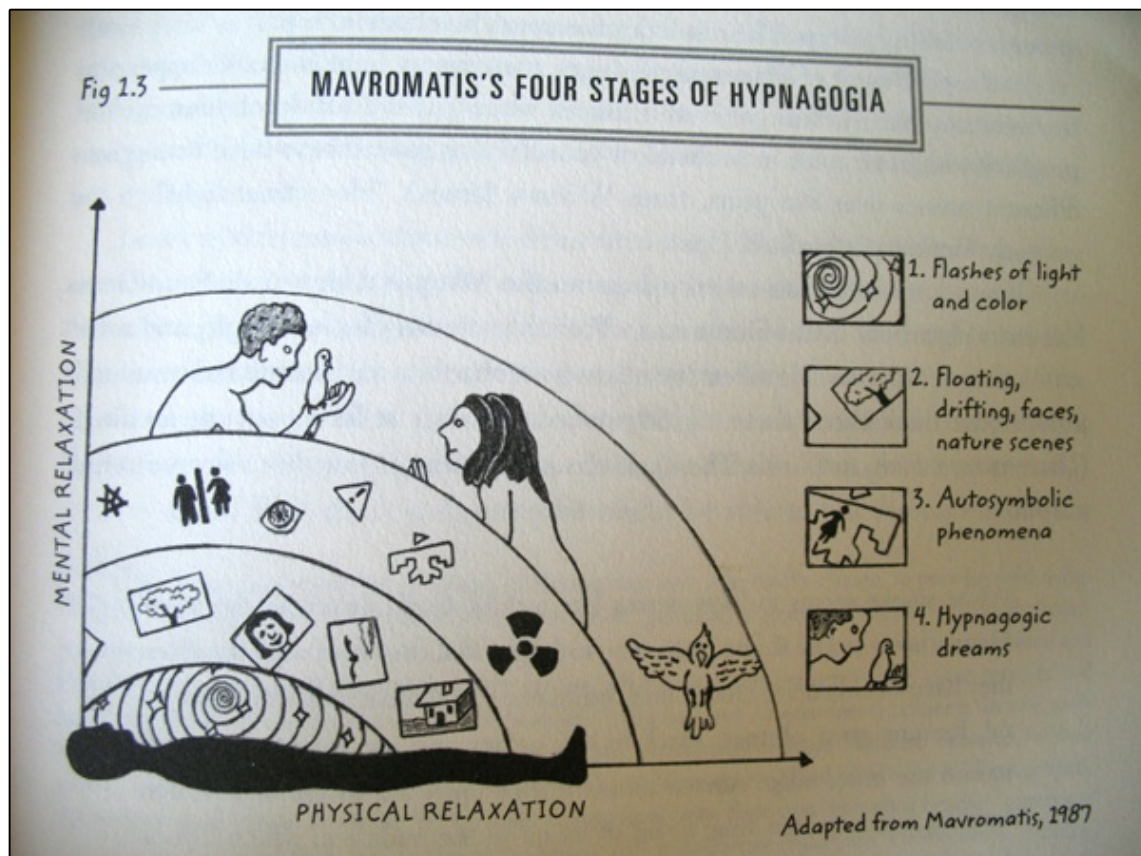 Fig 1.3
MAVROMATIS'S FOUR STAGES OF HYPNAGOGIA
MENTAL RELAXATION
1. Flashes of light
and color
2. Floating,
drifting, faces,
nature scenes
3. Autosymbolic
phenomena
4. Hypnagogic
dreams
PHYSICAL RELAXATION
Adapted from Mavromatis, 1987